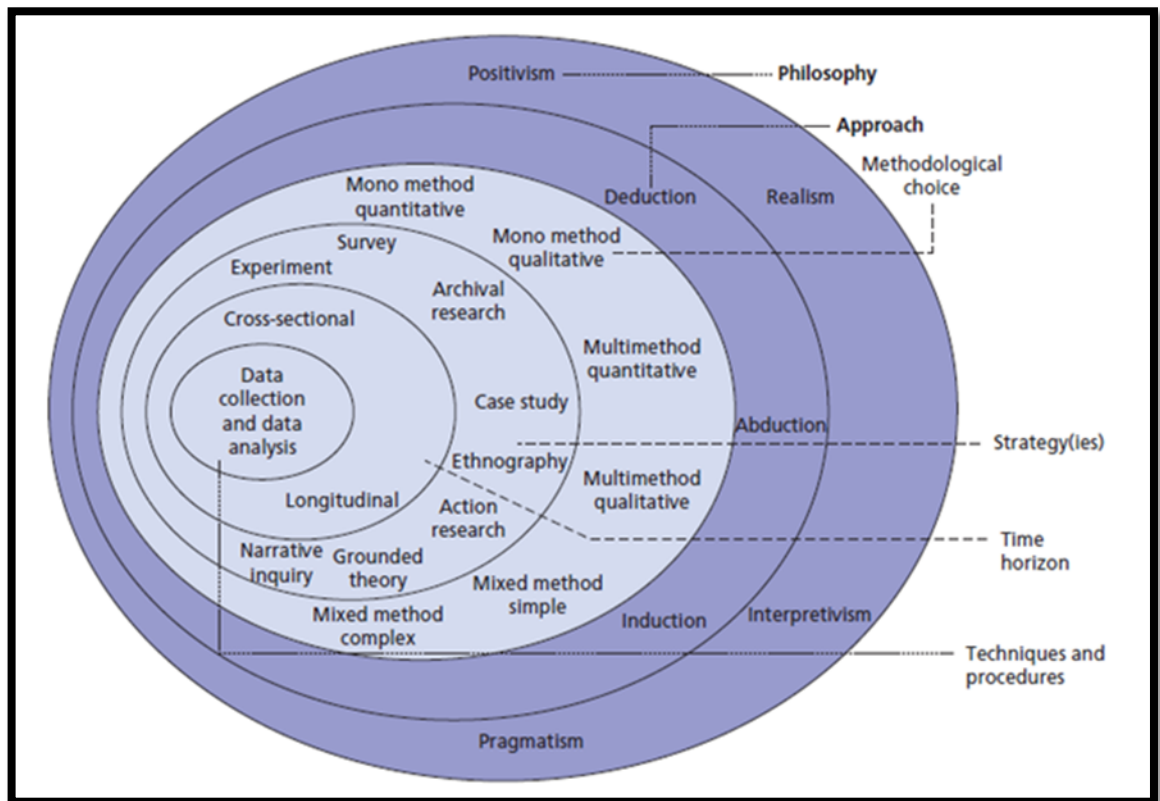 Positivism
Philosophy
Approach
Methodological
choice
Mono method
quantitative
Deduction
Realism
Survey
Mono method
qualitative
Experiment
Archival
research
Cross-sectional
Multimethod
quantitative
Data
collection
and data
analysis
Case study
Abduction
Strategy(ies)
Ethnography
Multimethod
qualitative
Longitudinal
Action
research
Time
horizon
Narrative
inquiry
Grounded
theory
Mixed method
simple
Mixed method
complex
Induction
Interpretivism
Techniques and
procedures
Pragmatism